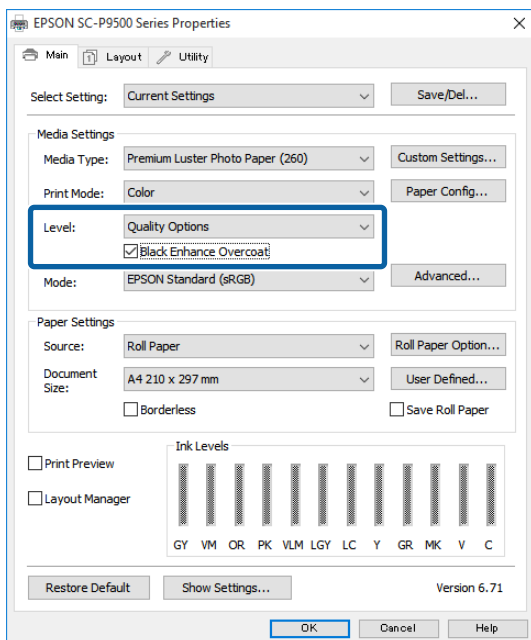 EPSON SC-P9500 Series Properties
Main Layout Utility
Select Setting: Current Settings Save/Del...
Media Settings
Media Type: Premium Luster Photo Paper (260) Custom Settings...
Print Mode: Color Paper Config...
Level: Quality Options
Black Enhance Overcoat
Mode: EPSON Standard (sRGB) Advanced...
Paper Settings
Source: Roll Paper Roll Paper Option...
Document
Size: A4 210 x 297 mm User Defined...
Borderless Save Roll Paper
Ink Levels
Print Preview
Layout Manager
GY VM OR PK VLM LGY LC Y GR MK V C
Restore Default Show Settings... Version 6.71
OK Cancel Help